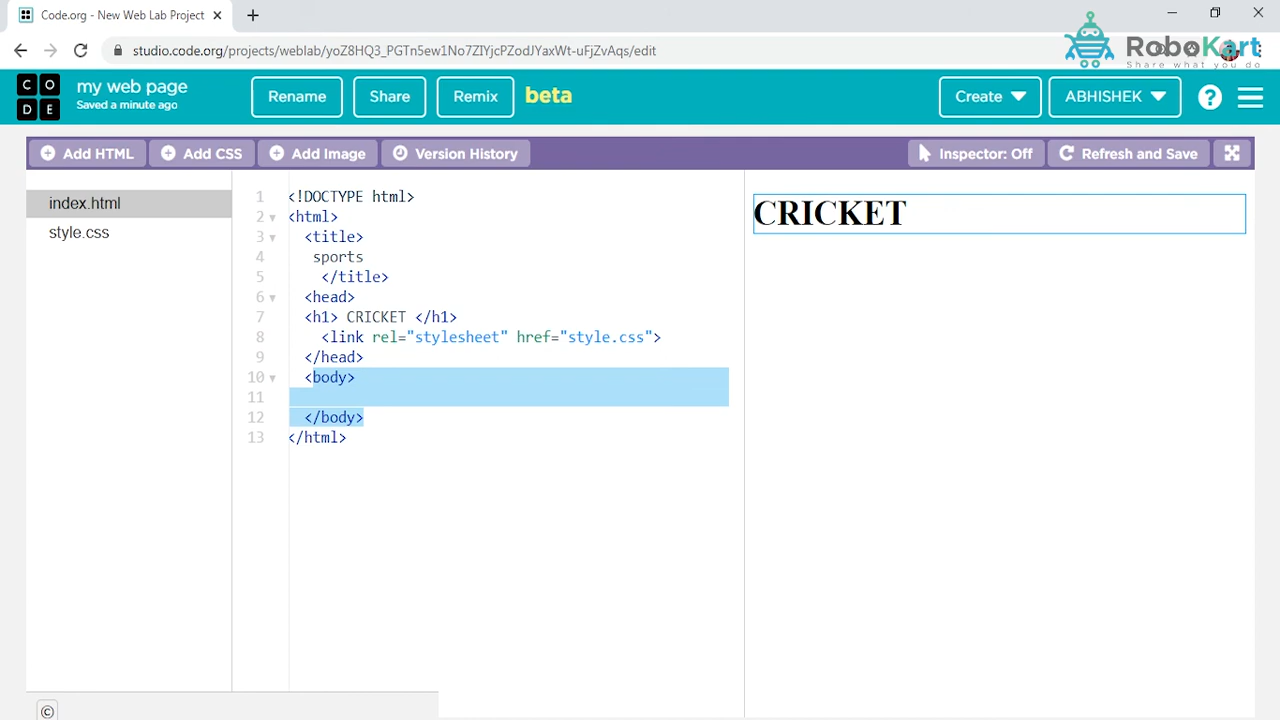 Code.org - New Web Lab Project
studio.code.org/projects/weblab/yoZ8HQ3_PGTn5ew1No7ZIYjcPZodJYaxWt-uFjZvAqs/edit
ROBOKart
Share what you do
CODE
my web page
Saved a minute ago
Rename
Share
Remix
beta
Create
ABHISHEK
?
Add HTML
Add CSS
Add Image
Version History
Inspector: Off
Refresh and Save
index.html
style.css
1 <!DOCTYPE html>
2 <html>
3 <title>
4 sports
5 </title>
6 <head>
7 <h1> CRICKET </h1>
8 <link rel="stylesheet" href="style.css">
9 </head>
10 <body>
11
12 </body>
13 </html>
CRICKET
©